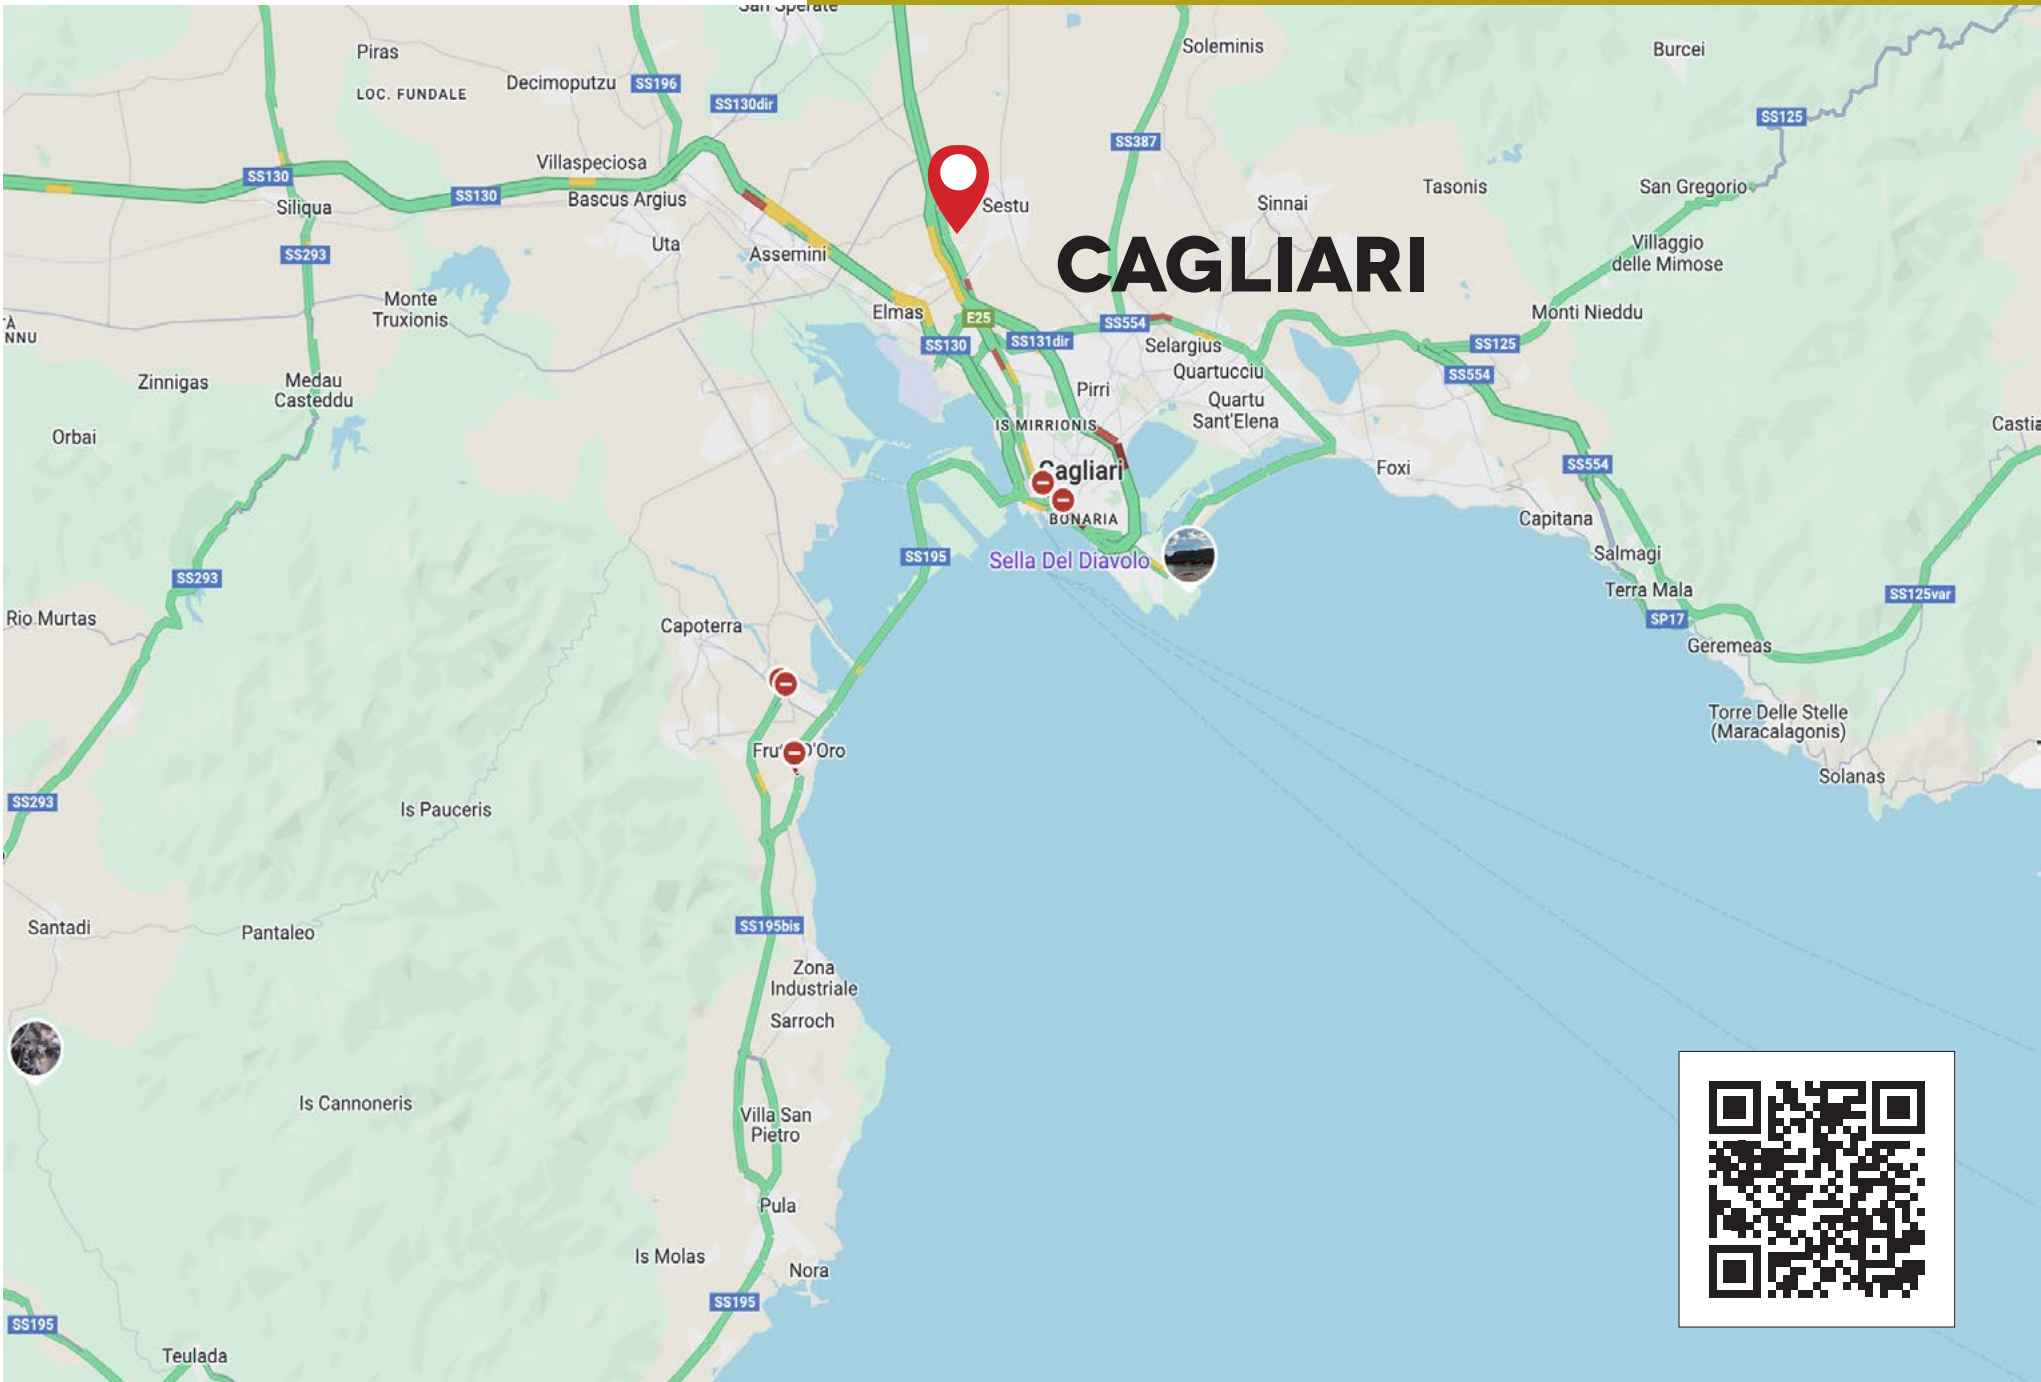 San Sperate
Soleminis
Burcei
Piras
Decimoputzu
SS196
LOC. FUNDALE
SS130dir
SS125
SS387
Villaspeciosa
SS130
SS130
Bascus Argius
Siliqua
Sestu
Sinnai
Tasonis
San Gregorio
Uta
Assemini
SS293
CAGLIARI
Villaggio
delle Mimose
Monte
Truxionis
Elmas
E25
SS554
Monti Nieddu
NNU
SS130
SS131dir
Selargius
SS125
Quartucciu
SS554
Zinnigas
Medau
Casteddu
Pirri
Quartu
Sant'Elena
Orbai
IS MIRRIONIS
Castia
Cagliari
Foxi
SS554
BONARIA
Capitana
SS195
Sella Del Diavolo
Salmagi
SS293
Terra Mala
SS125var
Rio Murtas
Capoterra
SP17
Geremeas
Torre Delle Stelle
(Maracalagonis)
D'Oro
Solanas
SS293
Is Pauceris
Santadi
Pantaleo
SS195bis
Zona
Industriale
Sarroch
Is Cannoneris
Villa San
Pietro
Pula
Is Molas
Nora
SS195
SS195
Teulada